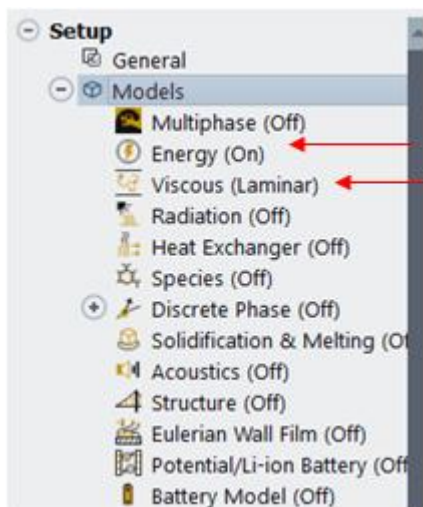 Setup
General
Models
Multiphase (Off)
Energy (On)
Viscous (Laminar)
Radiation (Off)
Heat Exchanger (Off)
Species (Off)
Discrete Phase (Off)
Solidification & Melting (Of
Acoustics (Off)
Structure (Off)
Eulerian Wall Film (Off)
Potential/Li-ion Battery (Off
Battery Model (Off)